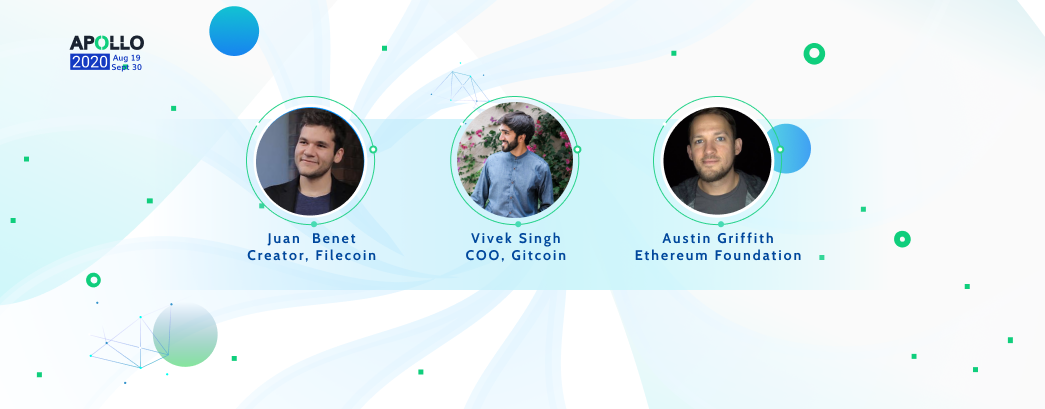 APOLLO
2020 Aug 19
Sept 30
Juan Benet
Creator, Filecoin
Vivek Singh
COO, Gitcoin
Austin Griffith
Ethereum Foundation